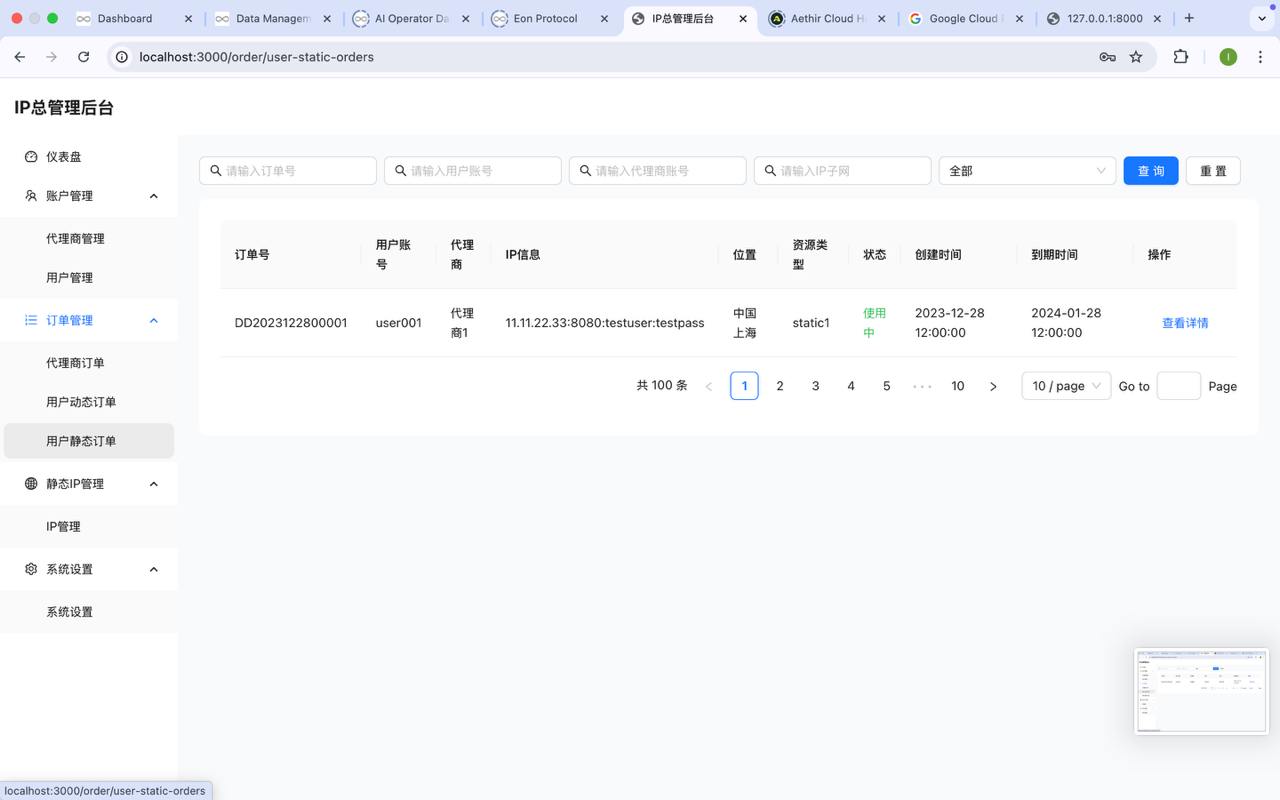 Dashboard
Data Managem
AI Operator Da
Eon Protocol
IP总管理后台
Aethir Cloud H
Google Cloud
127.0.0.1:8000
localhost:3000/order/user-static-orders
I
IP总管理后台
仪表盘
账户管理
代理商管理
用户管理
订单管理
代理商订单
用户动态订单
用户静态订单
静态IP管理
IP管理
系统设置
系统设置
请输入订单号
请输入用户账号
请输入代理商账号
请输入IP子网
全部
查 询
重 置
订单号
用户账
号
代理
商
IP信息
位置
资源类
型
状态
创建时间
到期时间
操作
DD2023122800001
user001
代理
商1
11.11.22.33:8080:testuser:testpass
中国
上海
static1
使用
中
2023-12-28
12:00:00
2024-01-28
12:00:00
查看详情
共 100 条
1
2
3
4
5
•••
10
10 / page
Go to
Page
localhost:3000/order/user-static-orders